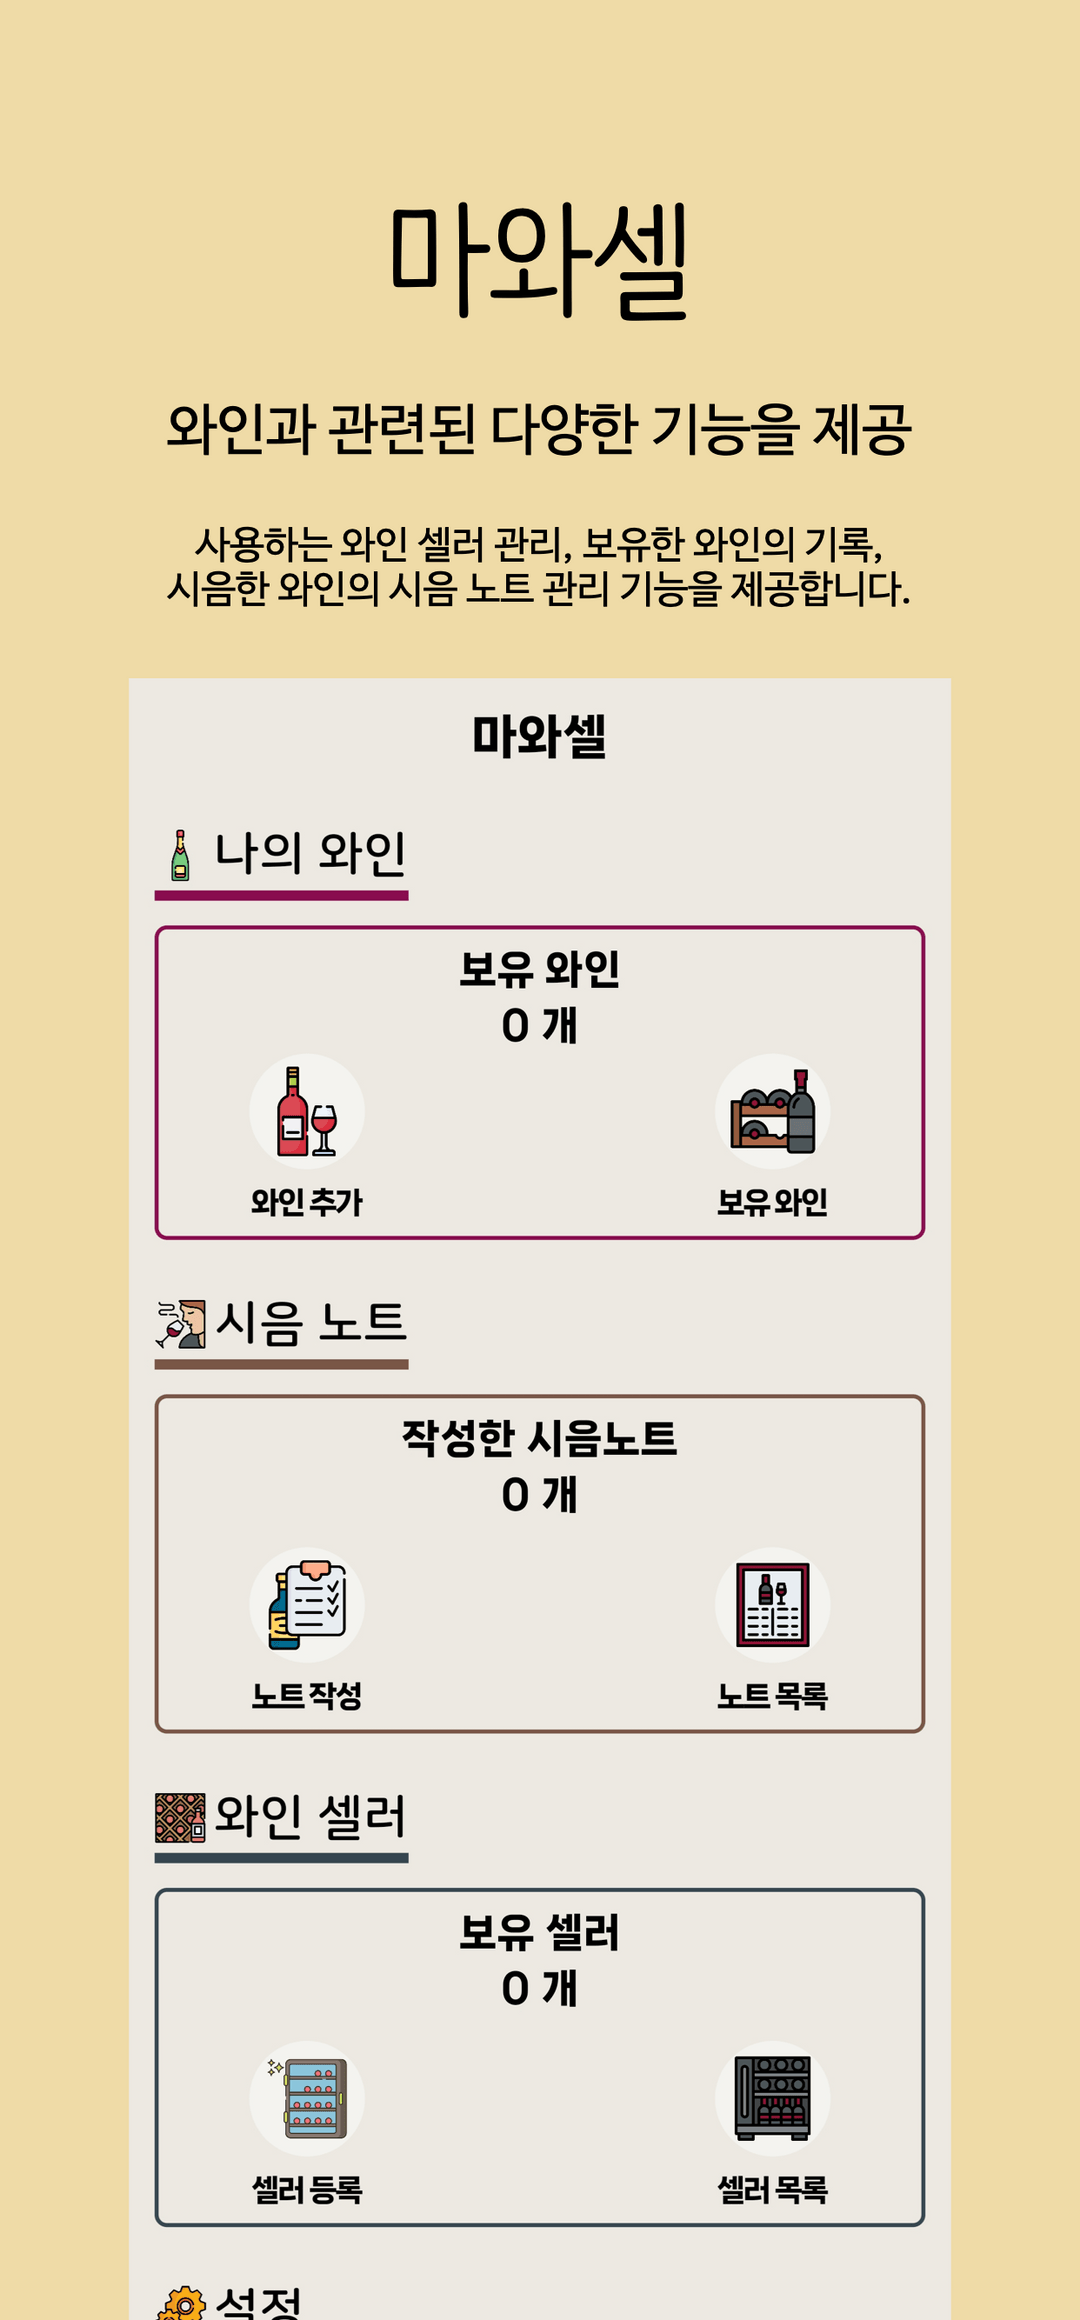 마와셀
와인과 관련된 다양한 기능을 제공
사용하는 와인 셀러 관리, 보유한 와인의 기록,
시음한 와인의 시음 노트 관리 기능을 제공합니다.
마와셀
나의 와인
보유 와인
0 개
와인 추가
보유 와인
시음 노트
작성한 시음노트
0 개
노트 작성
노트 목록
와인 셀러
보유 셀러
0 개
셀러 등록
셀러 목록
설정